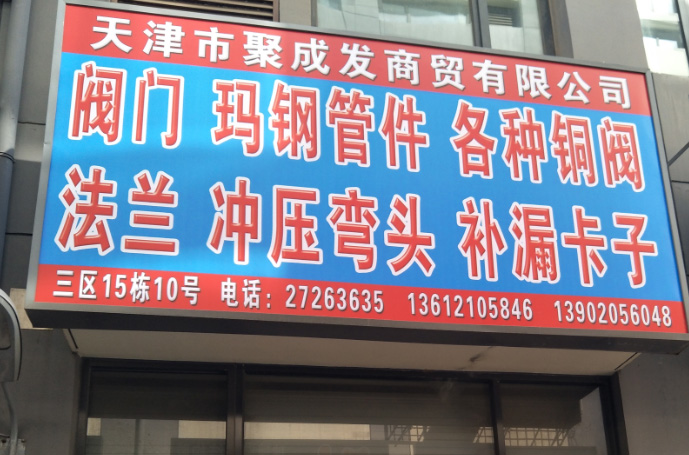 天津市聚成发商贸有限公司
阀门 玛钢管件 各种铜阀
法兰 冲压弯头 补漏卡子
三区15栋10号 电话：27263635 13612105846 13902056048